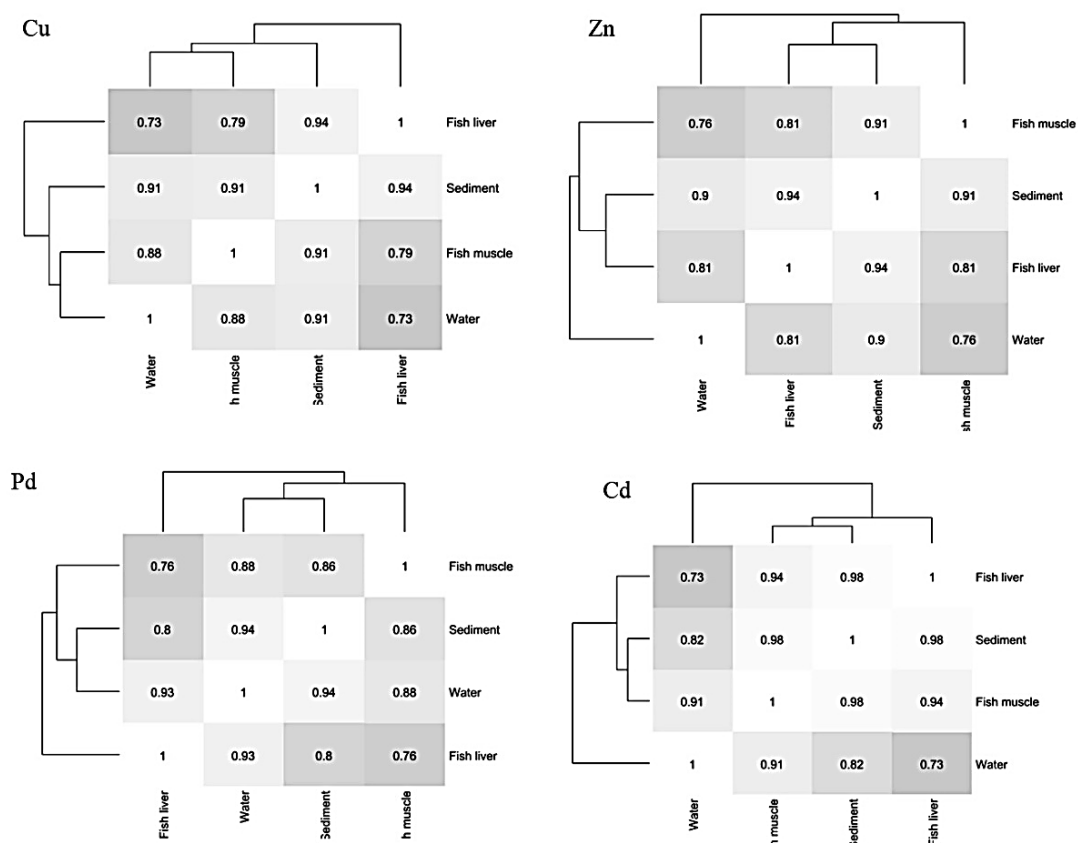 Cu
0.73 0.79 0.94 1 Fish liver
0.91 0.91 1 0.94 Sediment
0.88 1 0.91 0.79 Fish muscle
1 0.88 0.91 0.73 Water
Water
h muscle
Sediment
Fish liver
Zn
0.76 0.81 0.91 1 Fish muscle
0.9 0.94 1 0.91 Sediment
0.81 1 0.94 0.81 Fish liver
1 0.81 0.9 0.76 Water
Water
Fish liver
Sediment
ish muscle
Pd
0.76 0.88 0.86 1 Fish muscle
0.8 0.94 1 0.86 Sediment
0.93 1 0.94 0.88 Water
1 0.93 0.8 0.76 Fish liver
Fish liver
Water
Sediment
h muscle
Cd
0.73 0.94 0.98 1 Fish liver
0.82 0.98 1 0.98 Sediment
0.91 1 0.98 0.94 Fish muscle
1 0.91 0.82 0.73 Water
Water
h muscle
Sediment
Fish liver